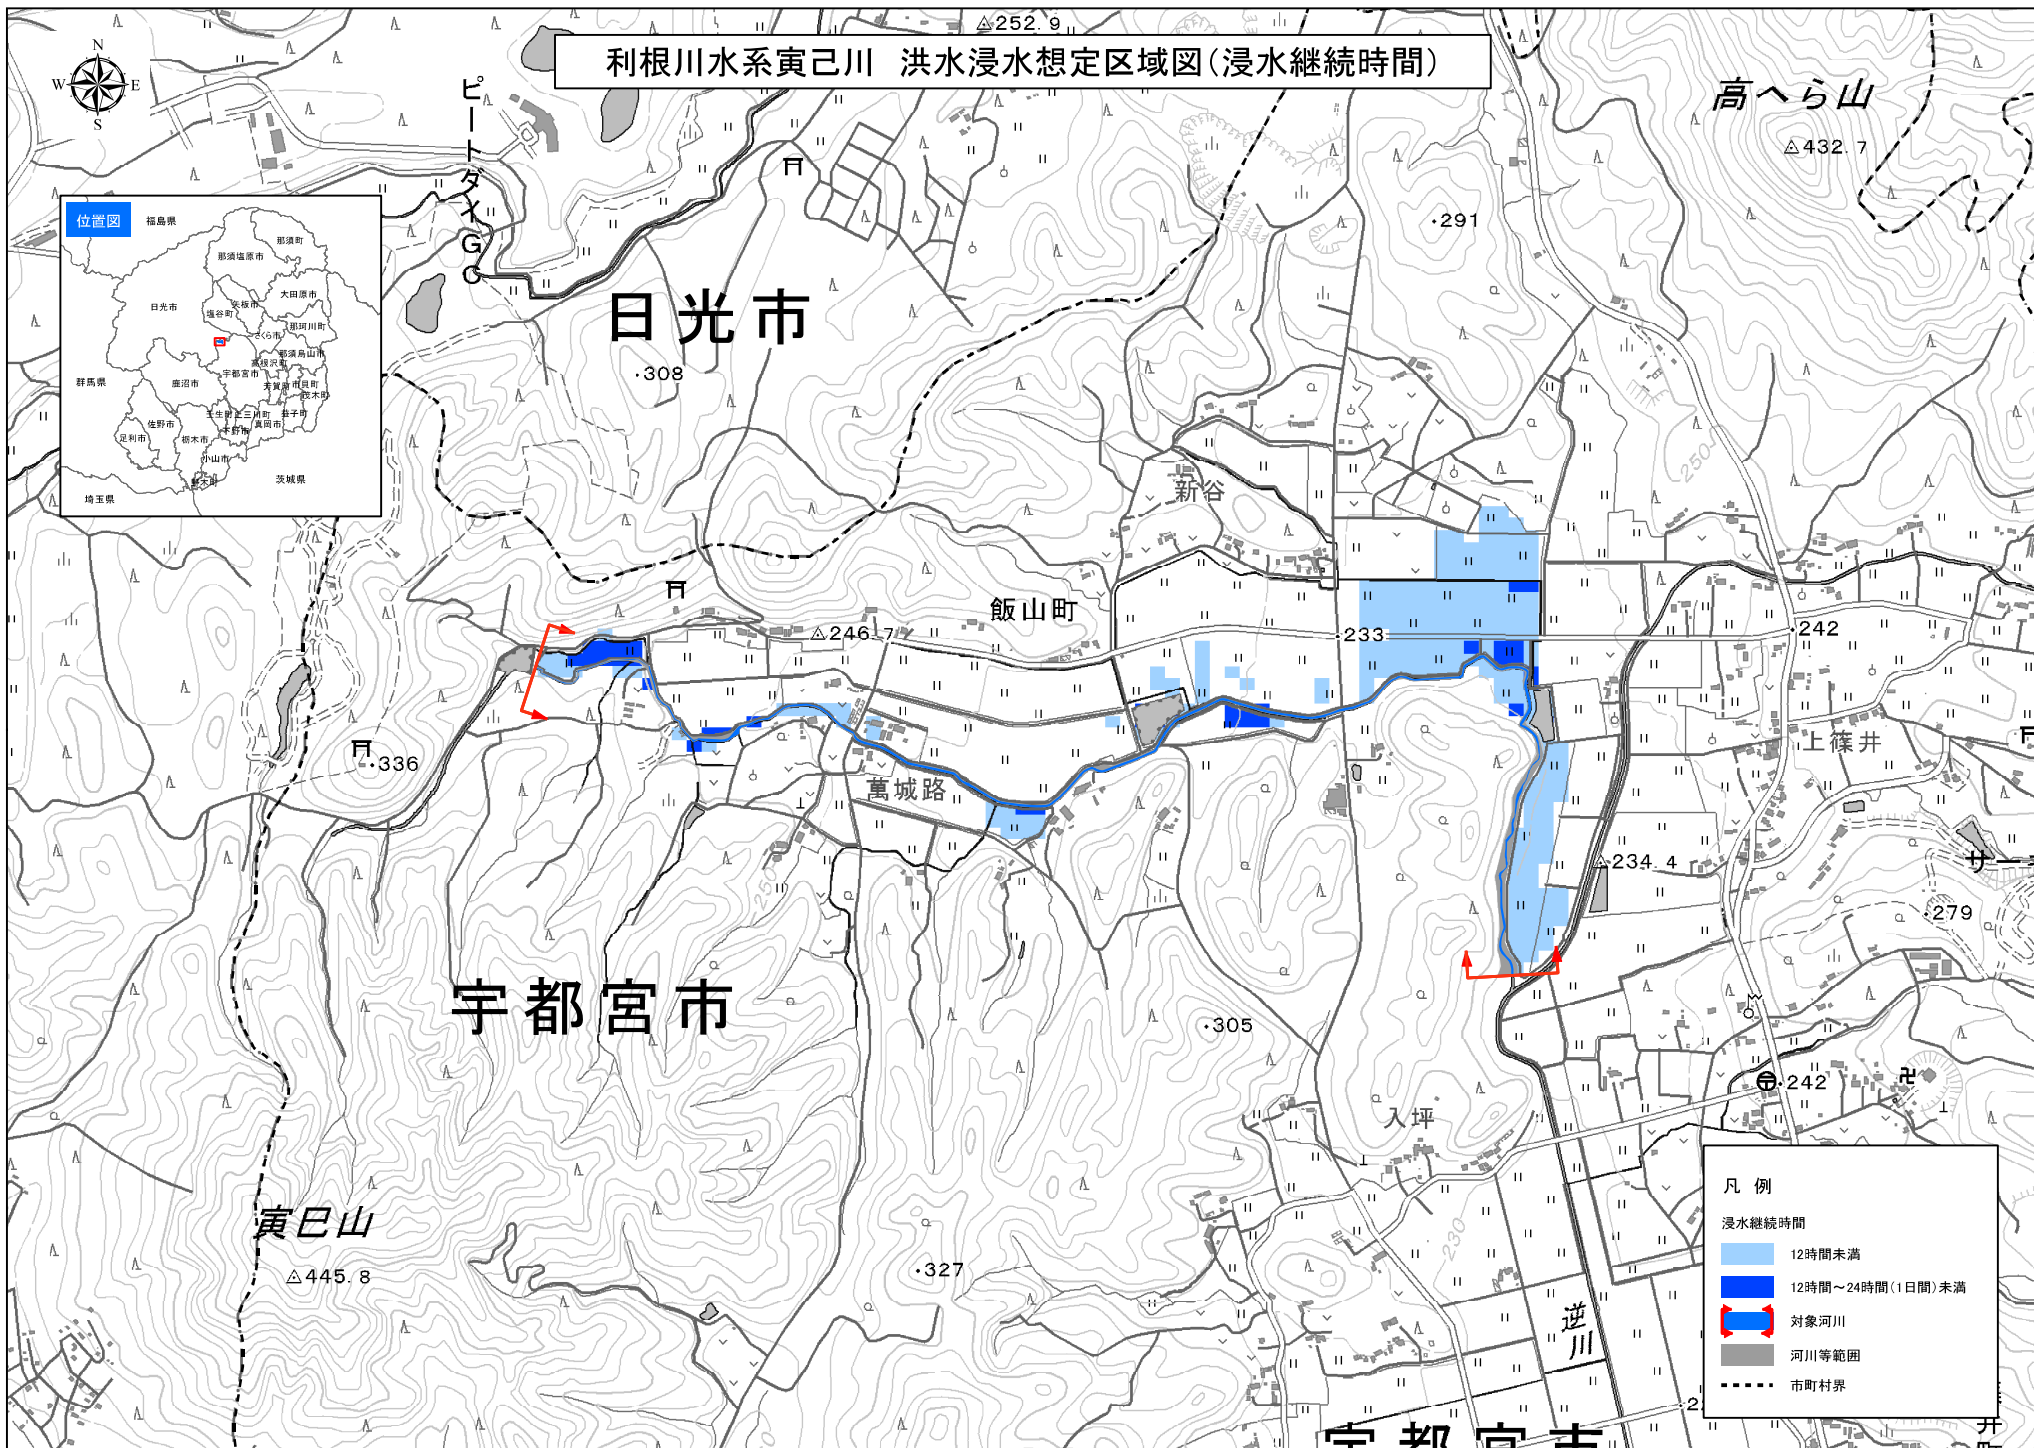 利根川水系寅己川 洪水浸水想定区域図(浸水継続時間)
N
W
E
S
252.9
ピートダイGC
高へら山
432.7
291
位置図
福島県
那須町
那須塩原市
日光市
矢板市
大田原市
塩谷町
那珂川町
さくら市
那須烏山市
高根沢町
宇都宮市
群馬県
鹿沼市
芳賀町
市貝町
茂木町
壬生町
上三川町
益子町
佐野市
下野市
真岡市
足利市
栃木市
小山市
野木町
茨城県
埼玉県
日光市
308
新谷
250
飯山町
246.7
233
242
336
萬城路
上篠井
234.4
サー
279
250
宇都宮市
305
242
入坪
230
寅巳山
445.8
327
逆川
宇都宮市
井
凡例
浸水継続時間
12時間未満
12時間～24時間(1日間)未満
対象河川
河川等範囲
市町村界